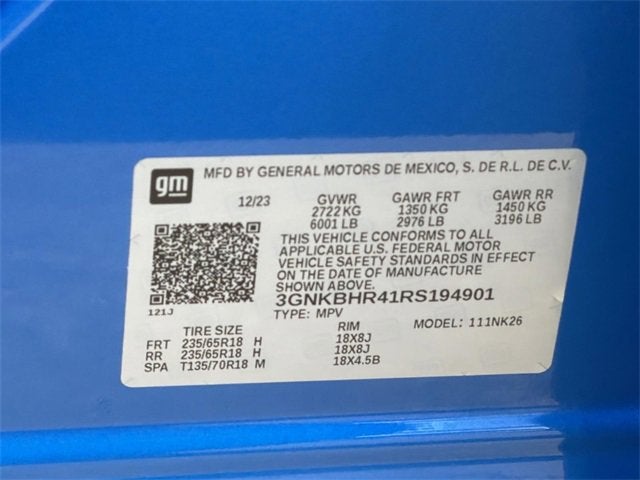 gm MFD BY GENERAL MOTORS DE MEXICO, S. DE R.L. DE C.V.
12/23 GVWR GAWR FRT GAWR RR
2722 KG 1350 KG 1450 KG
6001 LB 2976 LB 3196 LB
THIS VEHICLE CONFORMS TO ALL
APPLICABLE U.S. FEDERAL MOTOR
VEHICLE SAFETY STANDARDS IN EFFECT
ON THE DATE OF MANUFACTURE
SHOWN ABOVE.
3GNKBHR41RS194901
121J TYPE: MPV MODEL: 111NK26
TIRE SIZE RIM
FRT 235/65R18 H 18X8J
RR 235/65R18 H 18X8J
SPA T135/70R18 M 18X4.5B